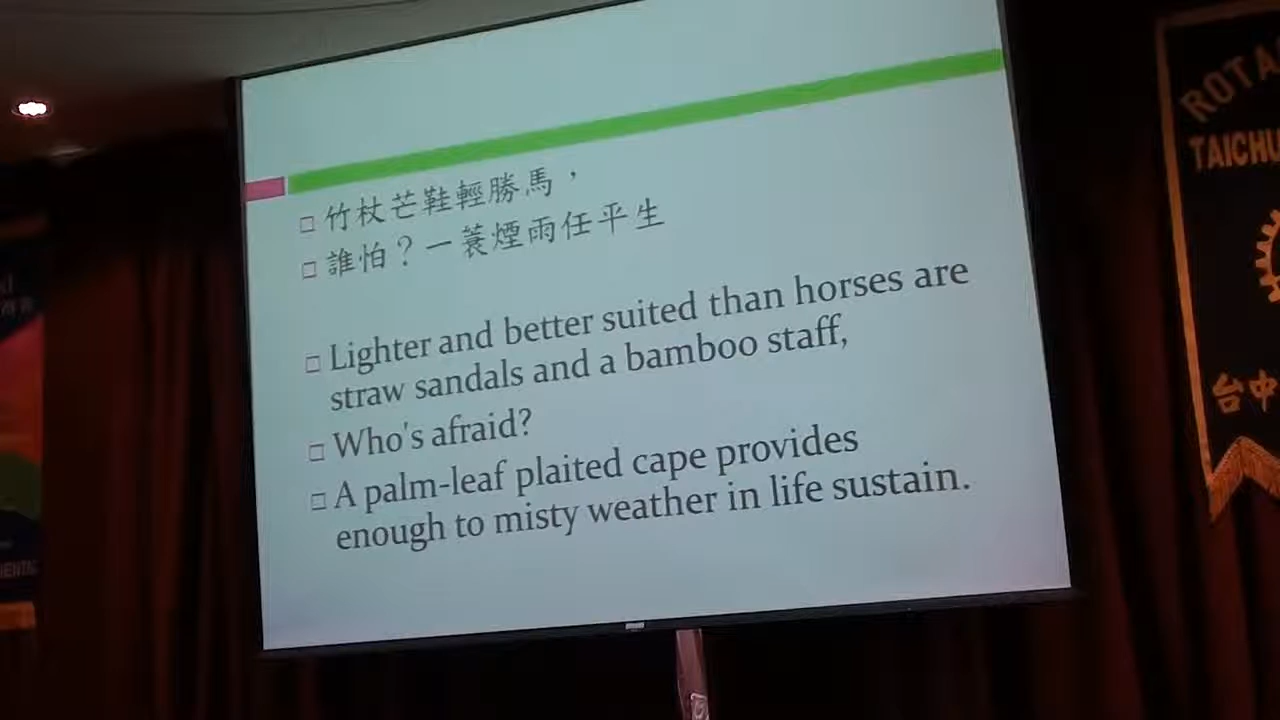 □ 竹杖芒鞋輕勝馬，
□ 誰怕？一蓑煙雨任平生
□ Lighter and better suited than horses are
straw sandals and a bamboo staff,
□ Who's afraid?
□ A palm-leaf plaited cape provides
enough to misty weather in life sustain.
ROTA
TAICHU
台中